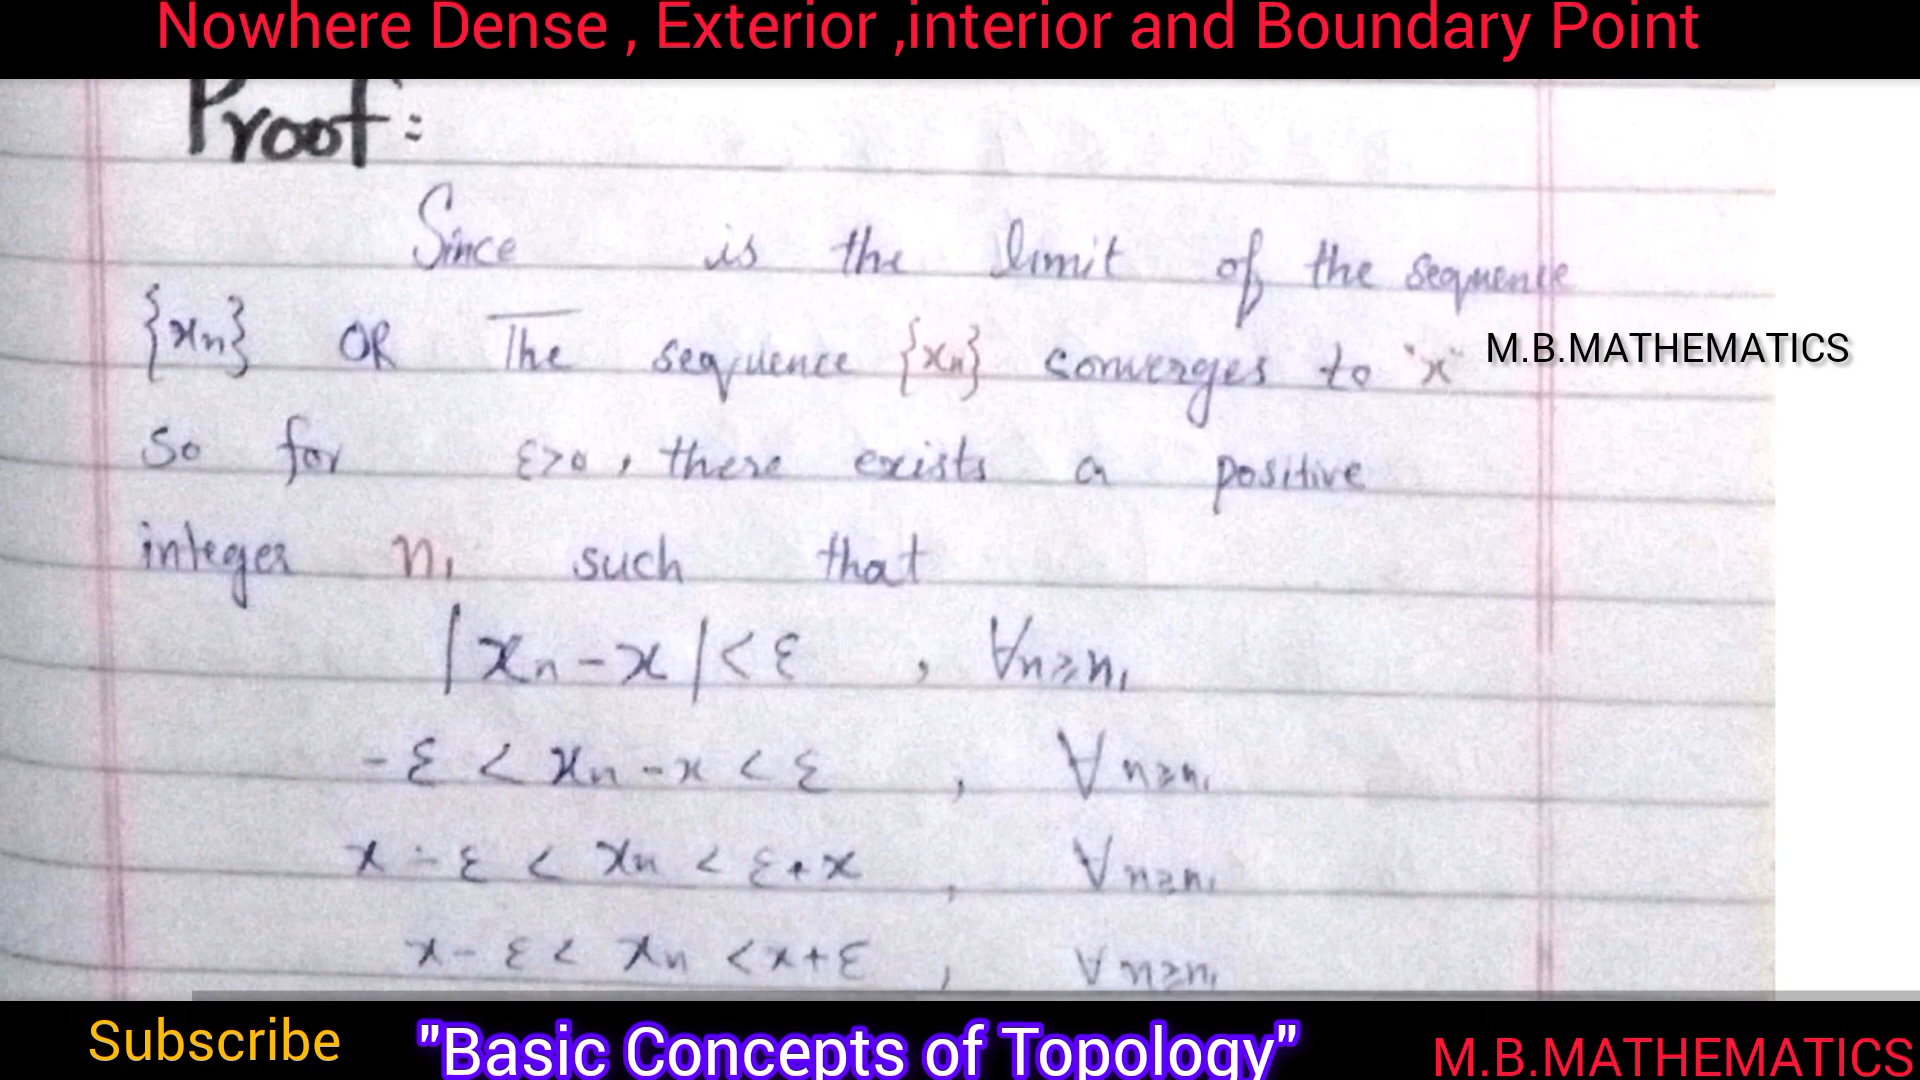 Nowhere Dense , Exterior ,interior and Boundary Point
Proof:
Since is the limit of the sequence
{xn} OR The sequence {xn} converges to "x"
M.B.MATHEMATICS
So for ε>0, there exists a positive
integer n₁ such that
|xn-x|<ε , ∀n≥n₁
-ε < xn-x < ε , ∀n≥n₁
x-ε < xn < ε+x , ∀n≥n₁
x-ε < xn < x+ε , ∀n≥n₁
Subscribe "Basic Concepts of Topology" M.B.MATHEMATICS